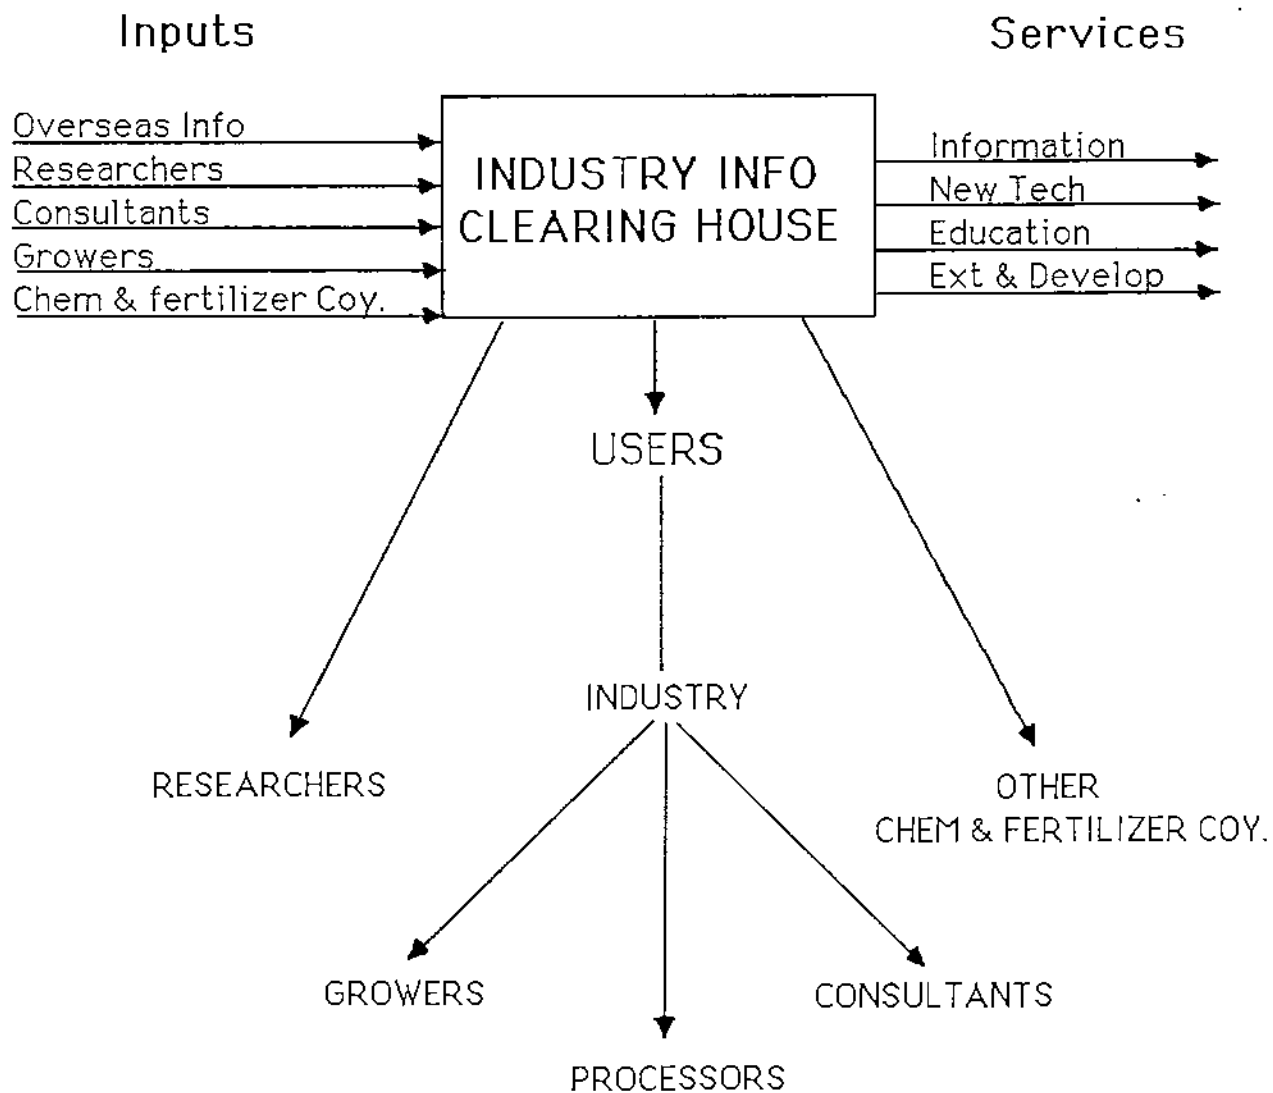 Inputs
Services
Overseas Info
Researchers
Consultants
Growers
Chem & fertilizer Coy.
INDUSTRY INFO
CLEARING HOUSE
Information
New Tech
Education
Ext & Develop
USERS
INDUSTRY
RESEARCHERS
OTHER
CHEM & FERTILIZER COY.
GROWERS
CONSULTANTS
PROCESSORS